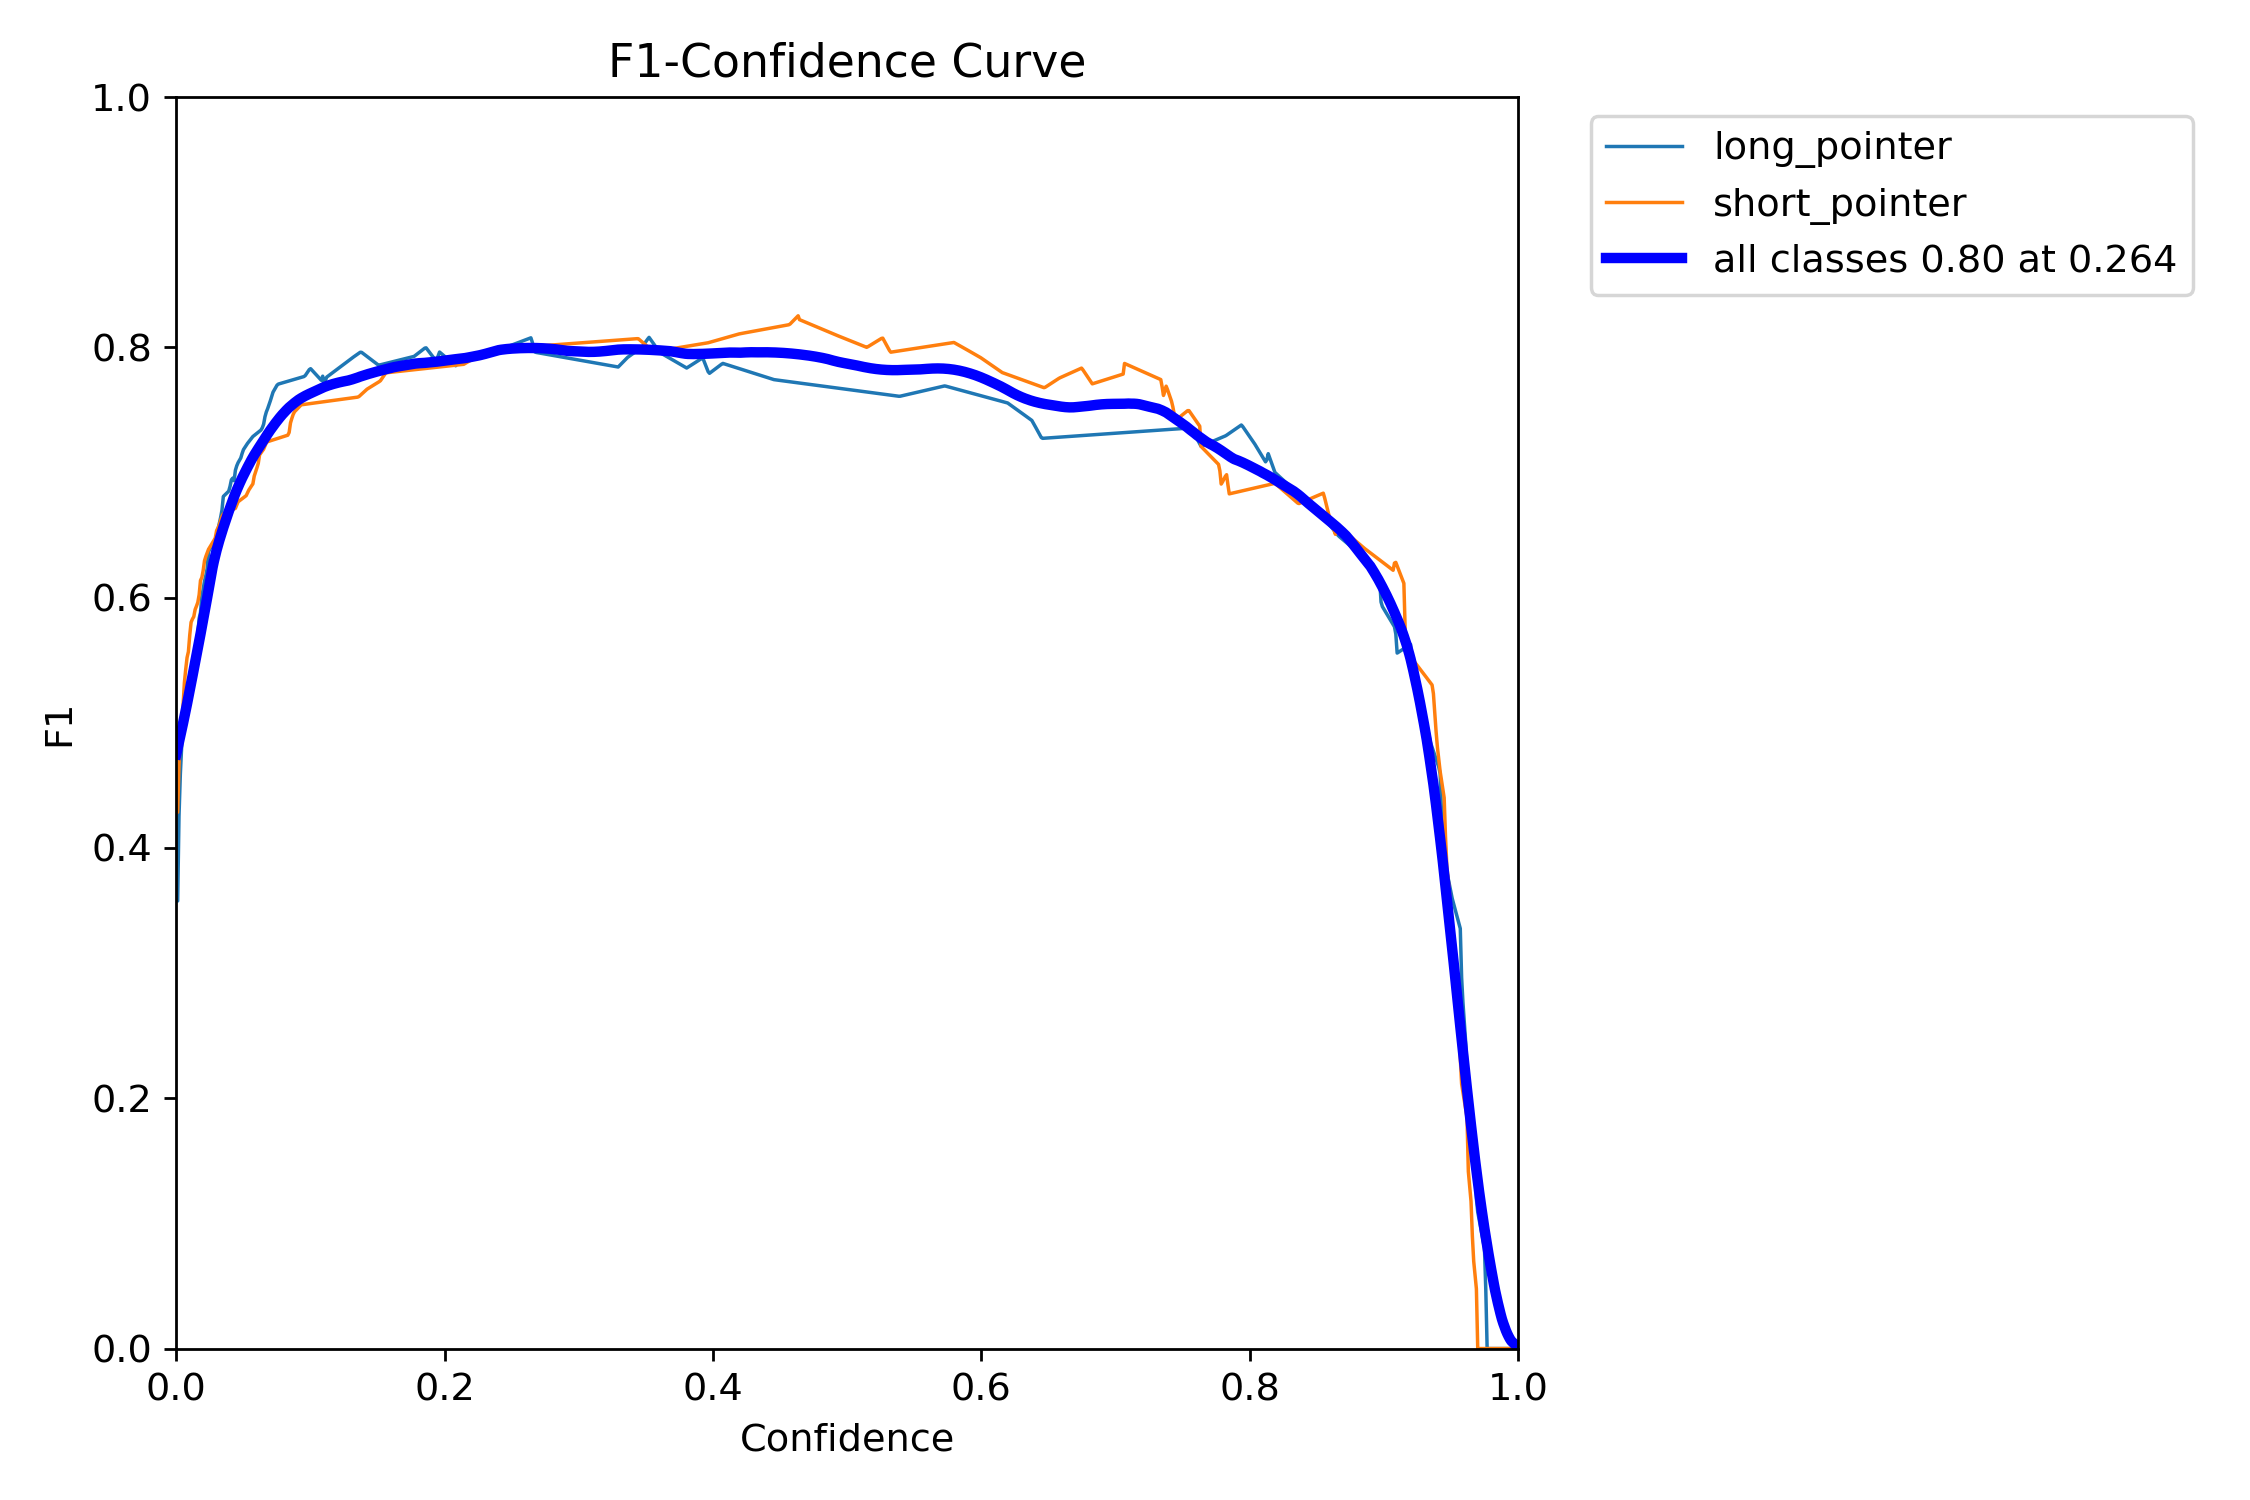 F1-Confidence Curve
long_pointer
short_pointer
all classes 0.80 at 0.264
1.0
0.8
0.6
0.4
0.2
0.0
F1
0.0 0.2 0.4 0.6 0.8 1.0
Confidence